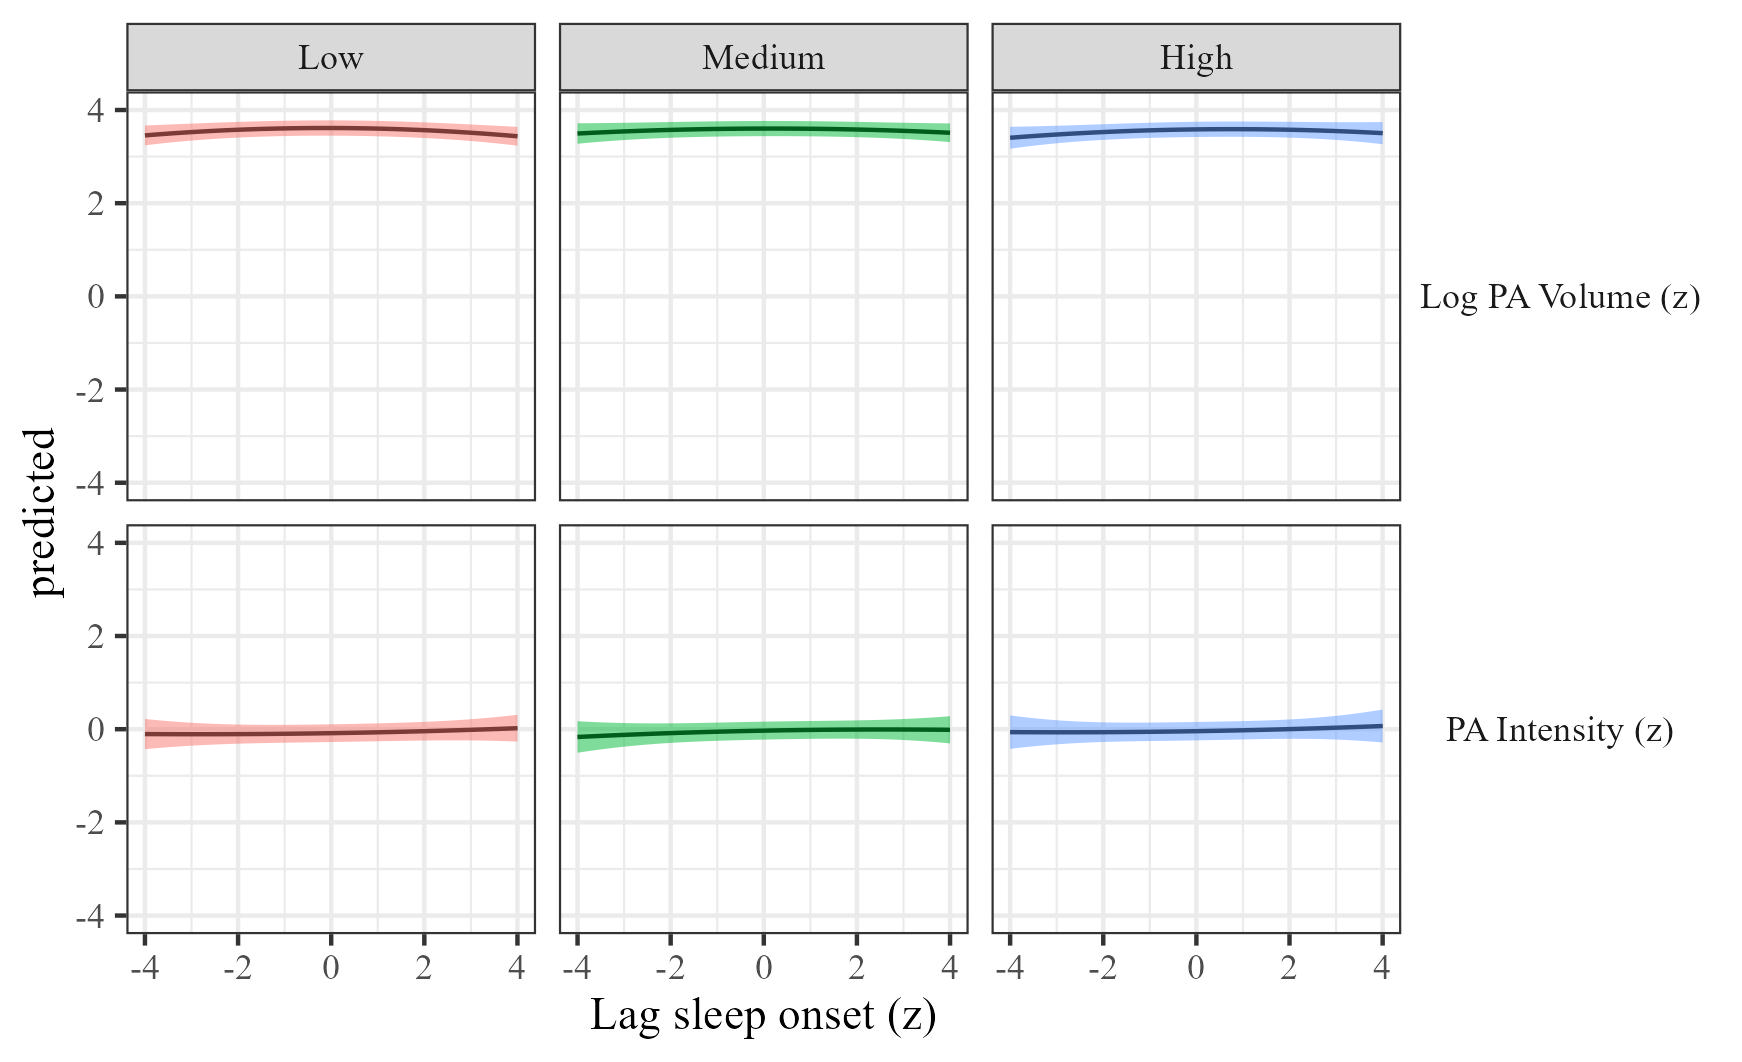 Low Medium High
4
2
0
-2
-4
Log PA Volume (z)
4
2
0
-2
-4
PA Intensity (z)
predicted
-4 -2 0 2 4 -4 -2 0 2 4 -4 -2 0 2 4
Lag sleep onset (z)